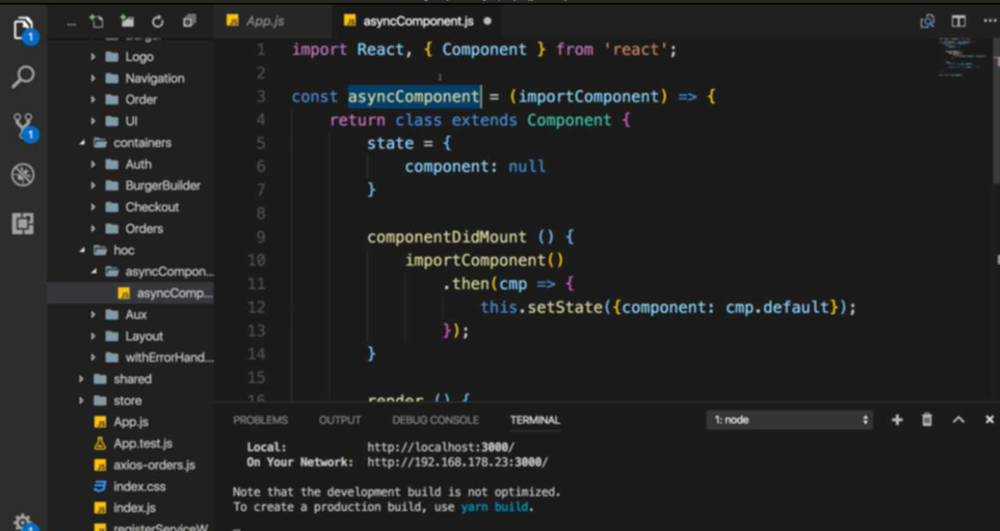 1
1
1
...
App.js
asyncComponent.js
Burger
Logo
Navigation
Order
UI
containers
Auth
BurgerBuilder
Checkout
Orders
hoc
asyncCompon...
asyncComp...
Aux
Layout
withErrorHand...
shared
store
App.js
App.test.js
axios-orders.js
index.css
index.js
registerServiceW
1 import React, { Component } from 'react';
2
3 const asyncComponent = (importComponent) => {
4 return class extends Component {
5 state = {
6 component: null
7 }
8
9 componentDidMount () {
10 importComponent()
11 .then(cmp => {
12 this.setState({component: cmp.default});
13 });
14 }
15
16 render () {
PROBLEMS OUTPUT DEBUG CONSOLE TERMINAL 1: node
Local: http://localhost:3000/
On Your Network: http://192.168.178.23:3000/
Note that the development build is not optimized.
To create a production build, use yarn build.